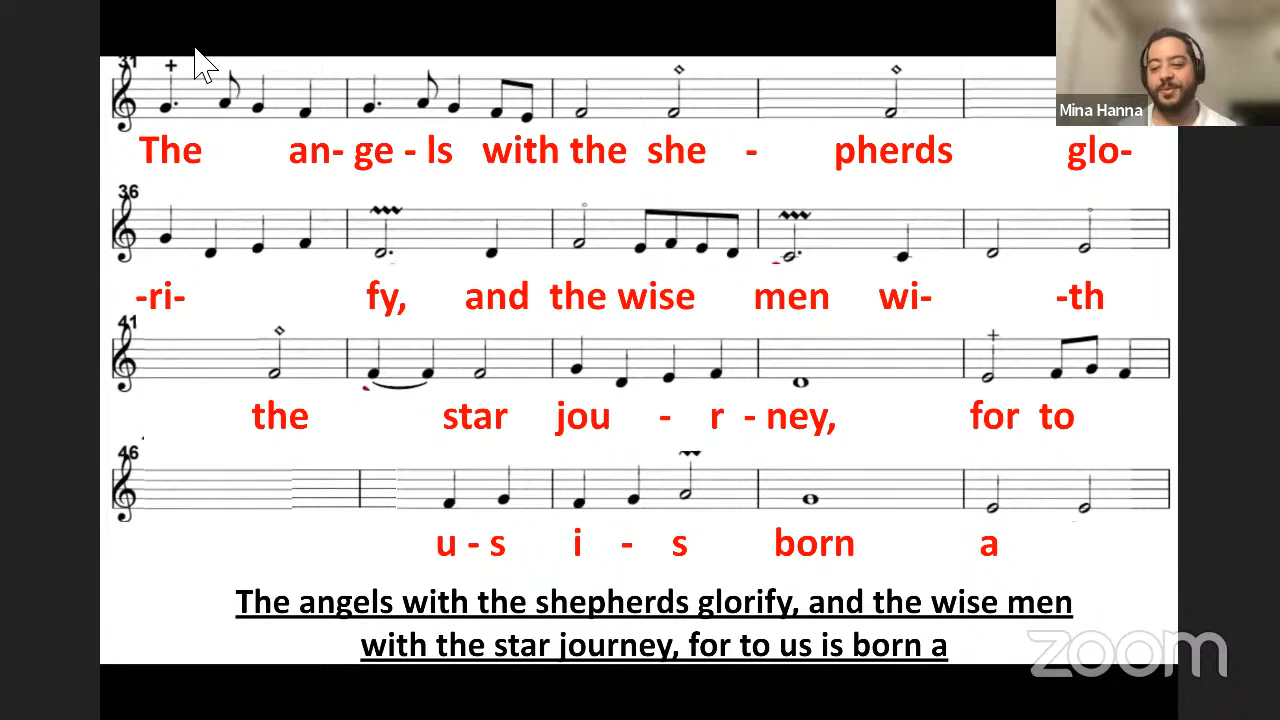 31
Mina Hanna
The an- ge - ls with the she - pherds glo-
36
-ri- fy, and the wise men wi- -th
41
the star jou - r - ney, for to
46
u - s i - s born a
The angels with the shepherds glorify, and the wise men
with the star journey, for to us is born a
zoom